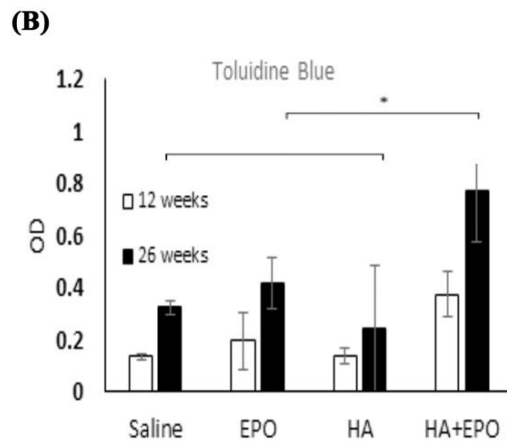 (B)
Toluidine Blue
1.2
1
0.8
0.6
0.4
0.2
0
OD
*
12 weeks
26 weeks
Saline EPO HA HA+EPO